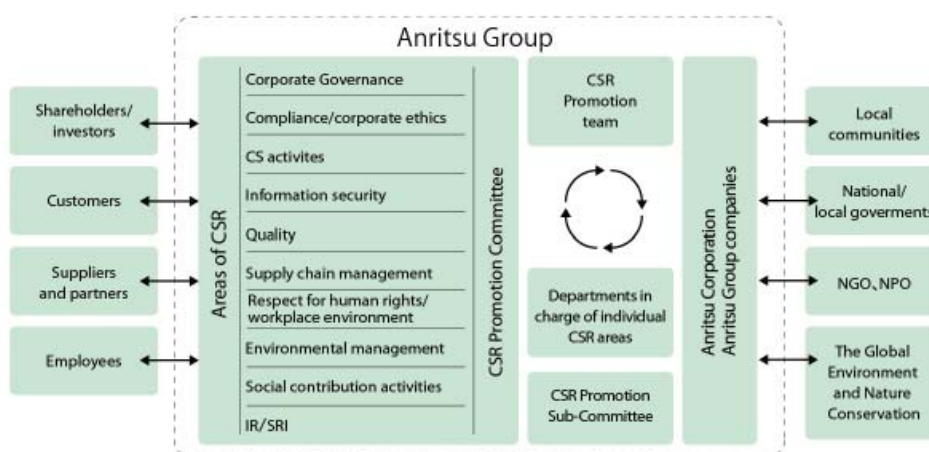 Anritsu Group
Shareholders/
investors
Customers
Suppliers
and partners
Employees
Areas of CSR
Corporate Governance
Compliance/corporate ethics
CS activites
Information security
Quality
Supply chain management
Respect for human rights/
workplace environment
Environmental management
Social contribution activities
IR/SRI
CSR Promotion Committee
CSR
Promotion
team
Departments in
charge of individual
CSR areas
CSR Promotion
Sub-Committee
Anritsu Corporation
Anritsu Group companies
Local
communities
National/
local goverments
NGO、NPO
The Global
Environment
and Nature
Conservation